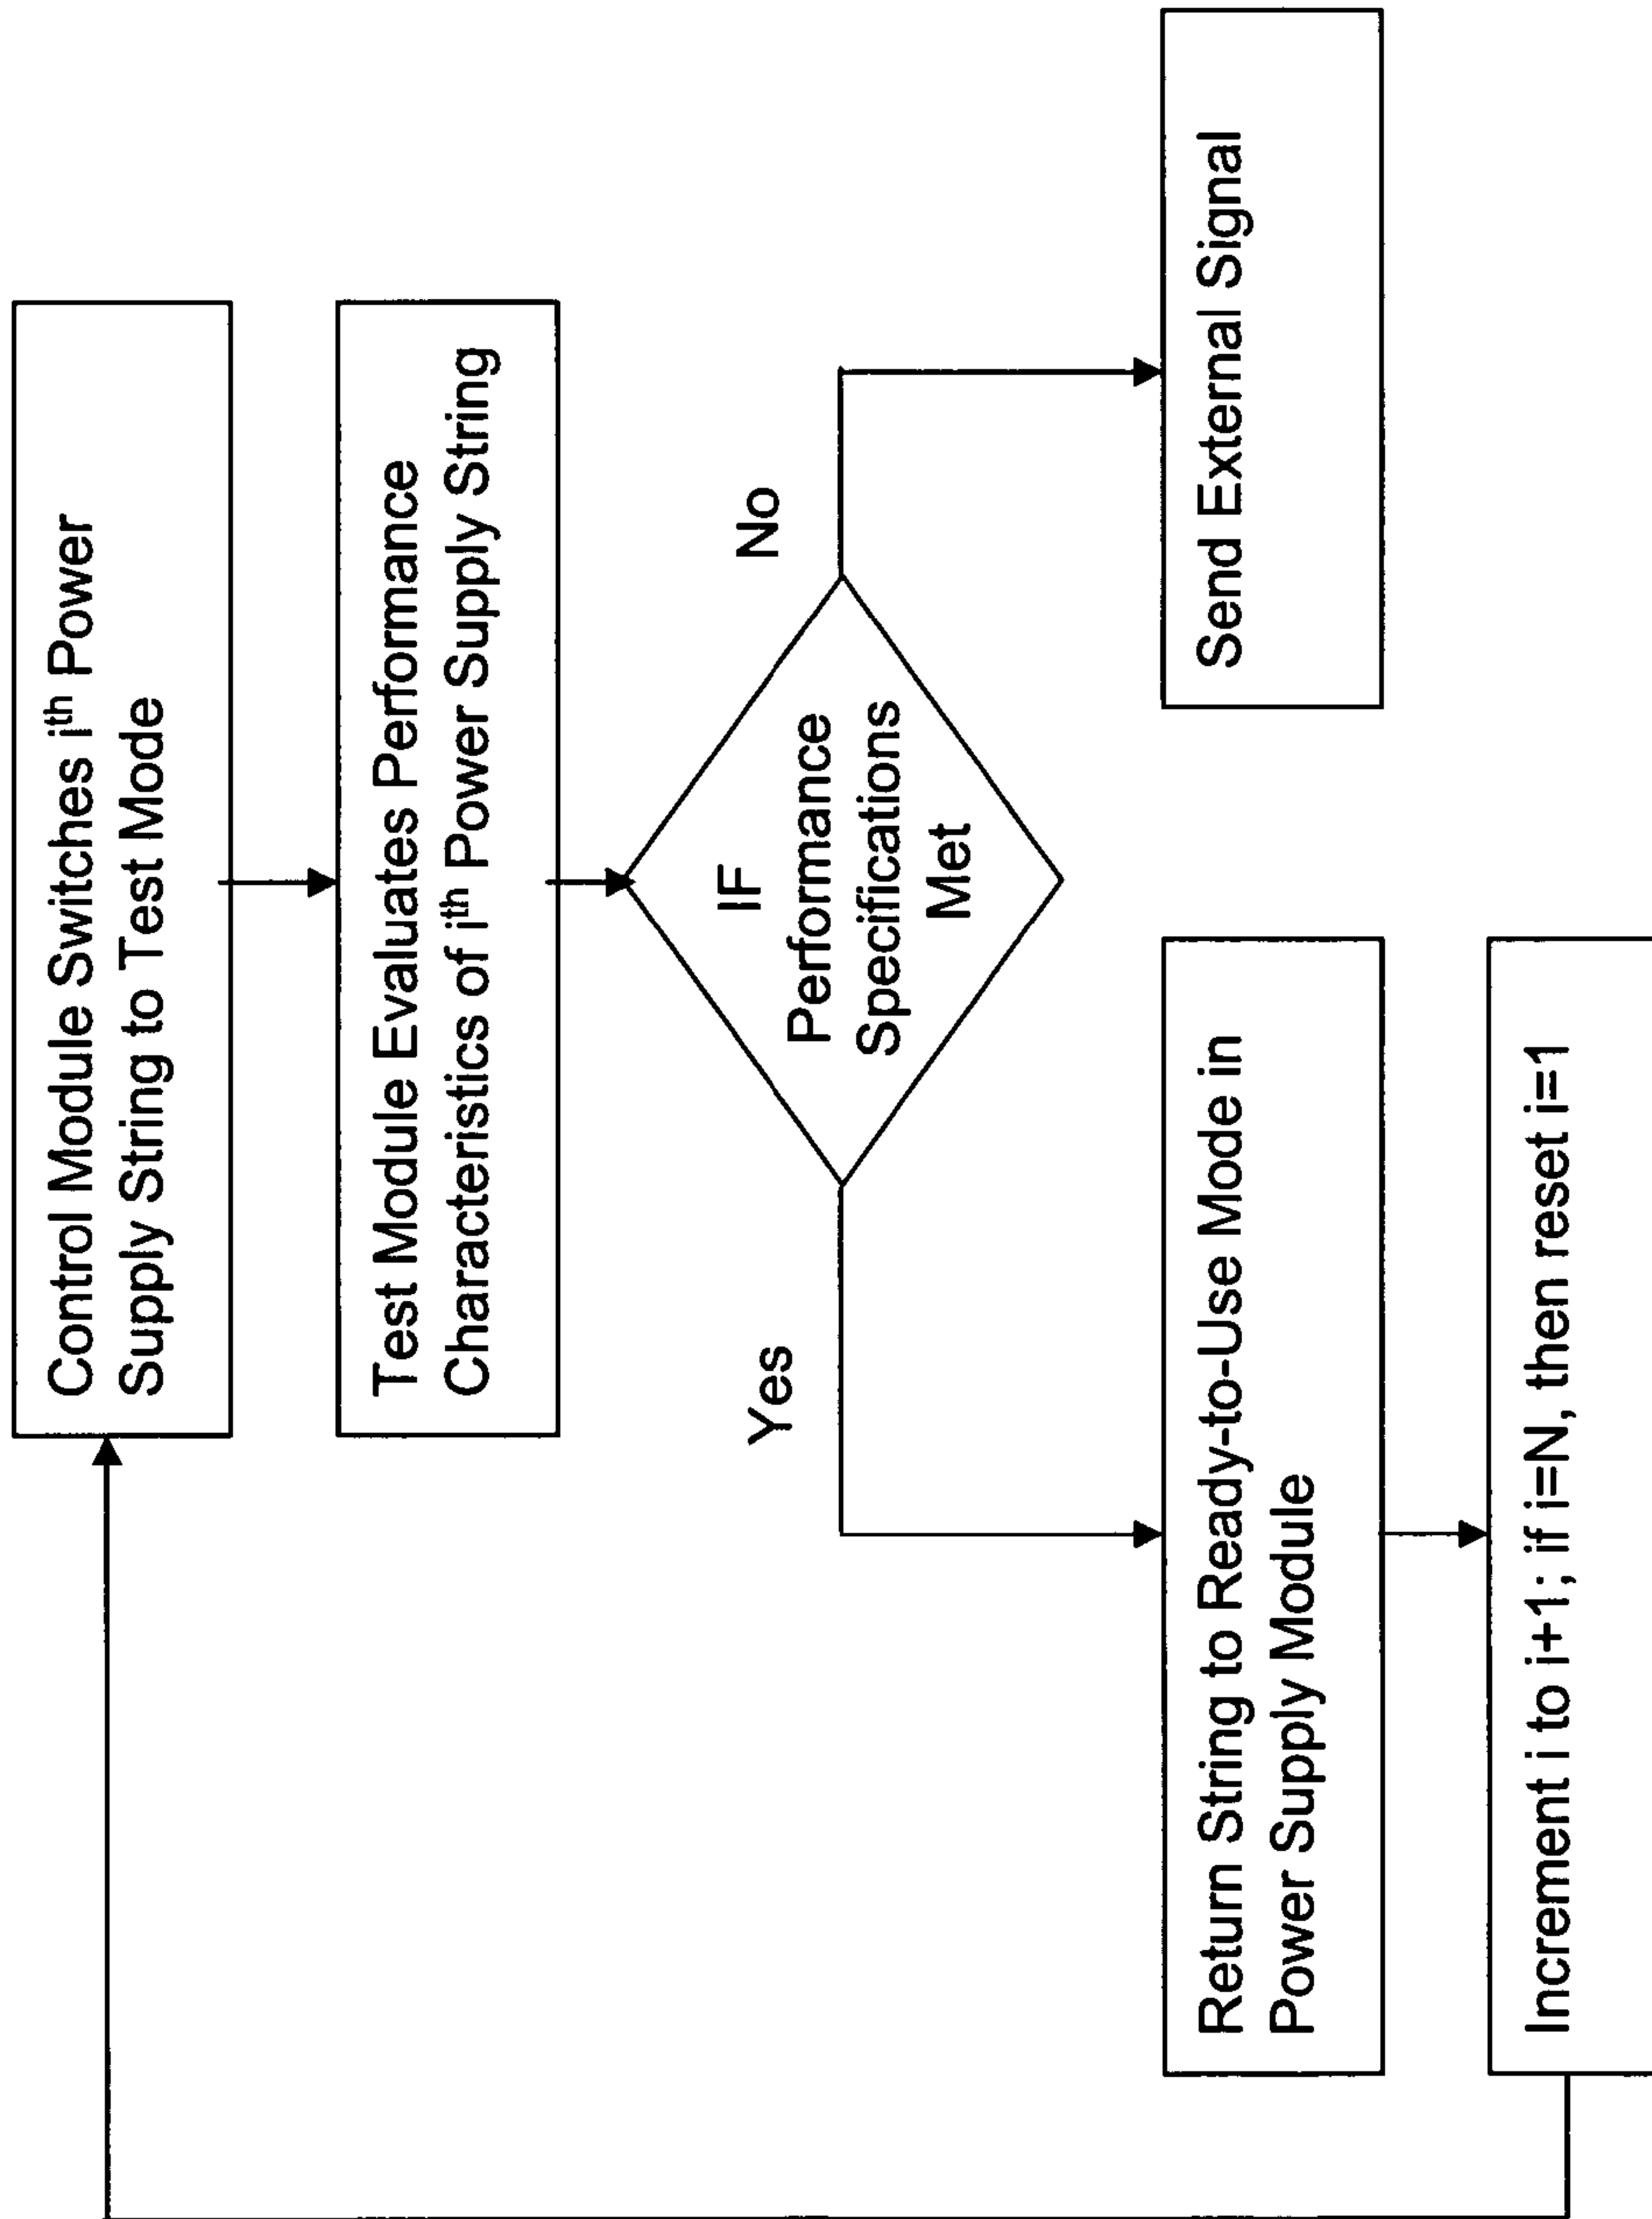 Control Module Switches iᵗʰ Power
Supply String to Test Mode
Test Module Evaluates Performance
Characteristics of iᵗʰ Power Supply String
IF
Performance
Specifications
Met
Yes
No
Return String to Ready-to-Use Mode in
Power Supply Module
Send External Signal
Increment i to i+1; if i=N, then reset i=1